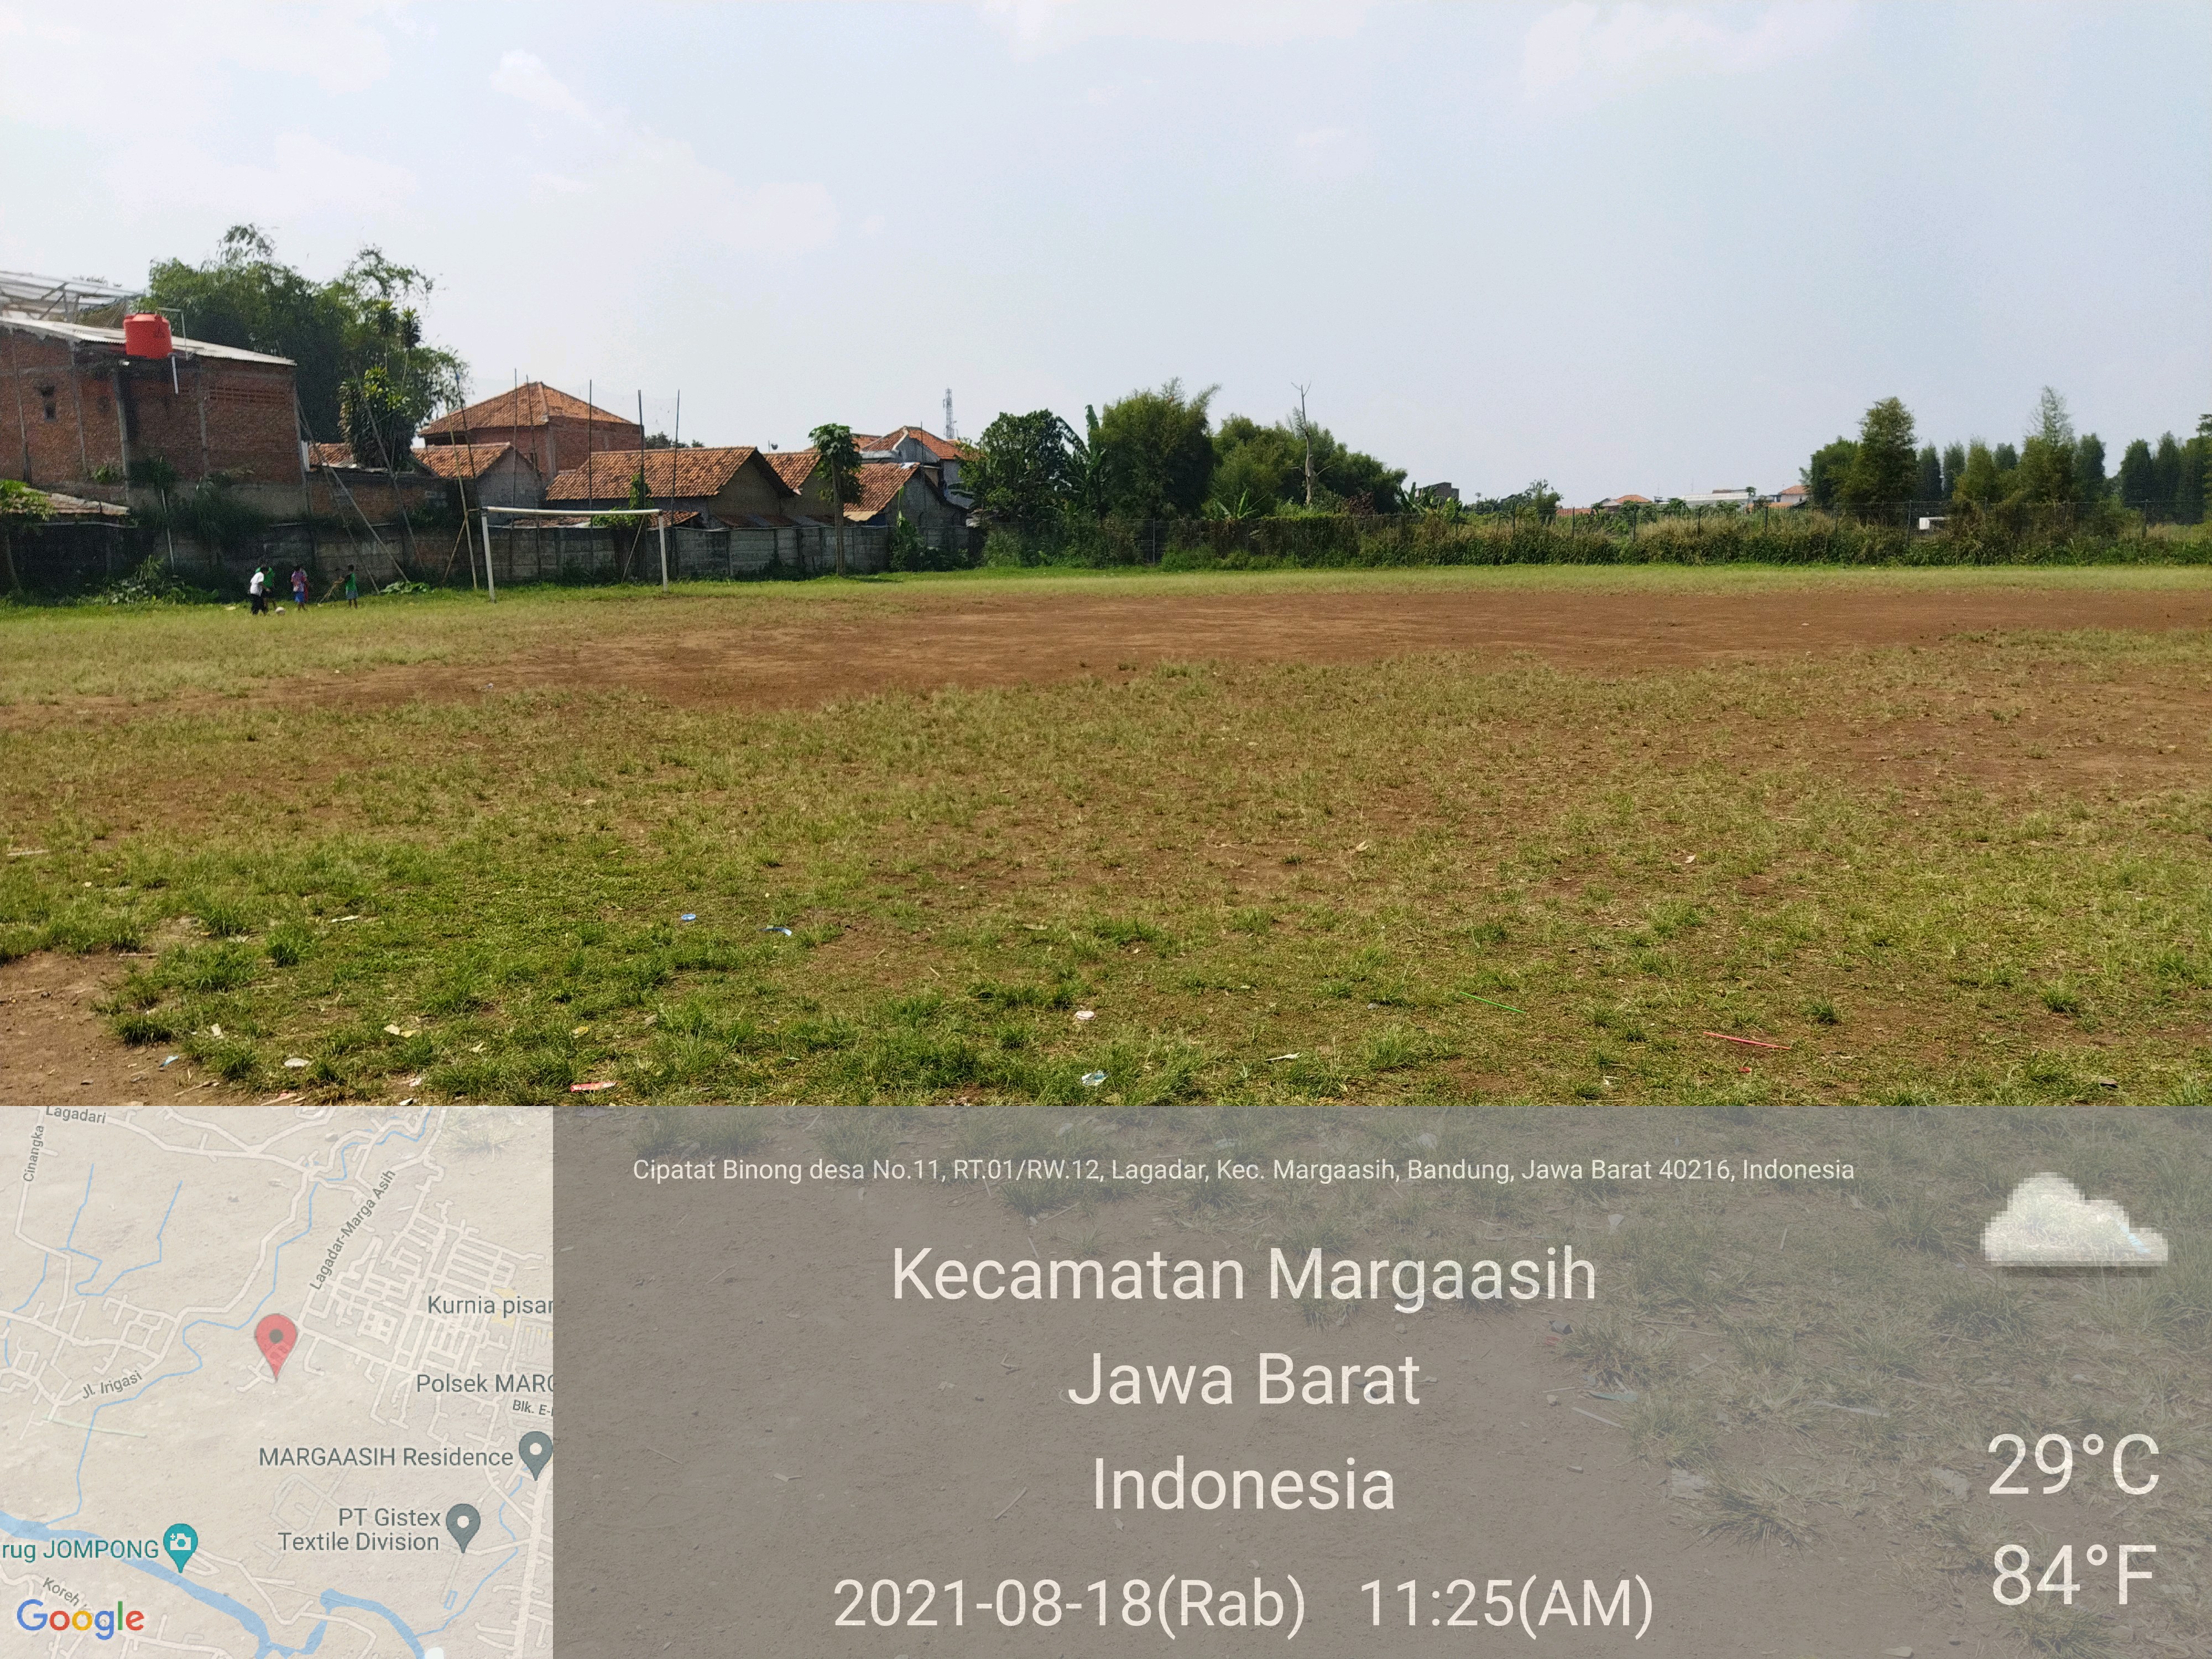 Cipatat Binong desa No.11, RT.01/RW.12, Lagadar, Kec. Margaasih, Bandung, Jawa Barat 40216, Indonesia
Kecamatan Margaasih
Jawa Barat
Indonesia
2021-08-18(Rab) 11:25(AM)
29°C
84°F
Lagadari
Cinangka
Lagadar-Marga Asih
Kurnia pisan
Jl. Irigasi
Polsek MARG
Blk. E-
MARGAASIH Residence
PT Gistex
Textile Division
rug JOMPONG
Koreh
Google